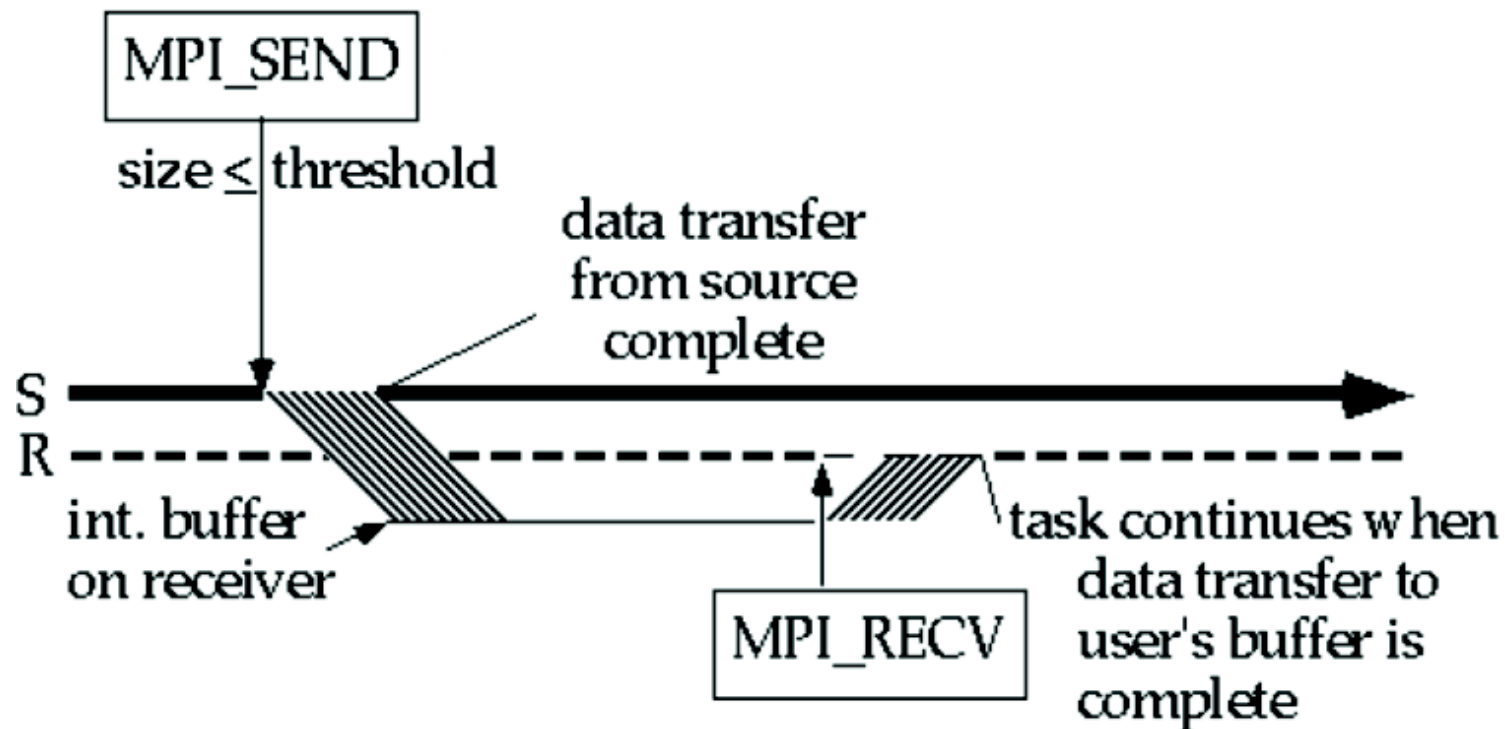 MPI_SEND
size ≤ threshold
data transfer
from source
complete
S
R
int. buffer
on receiver
MPI_RECV
task continues when
data transfer to
user's buffer is
complete